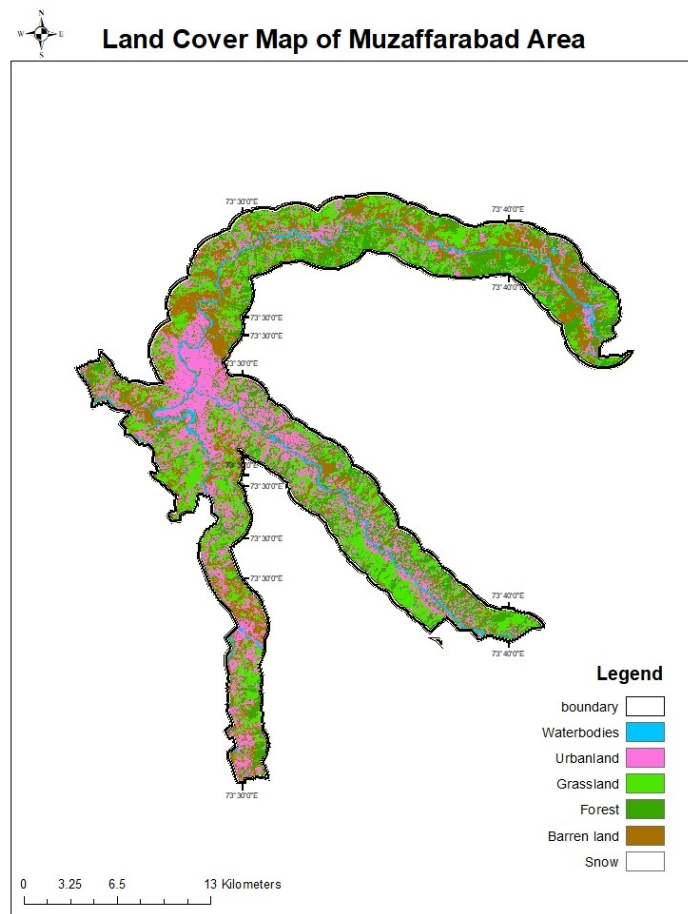 N
W E
S
Land Cover Map of Muzaffarabad Area
73°30'0"E
73°40'0"E
73°40'0"E
73°30'0"E
73°30'0"E
73°30'0"E
73°30'0"E
73°30'0"E
73°30'0"E
73°30'0"E
73°40'0"E
73°40'0"E
73°30'0"E
Legend
boundary
Waterbodies
Urbanland
Grassland
Forest
Barren land
Snow
0 3.25 6.5 13 Kilometers